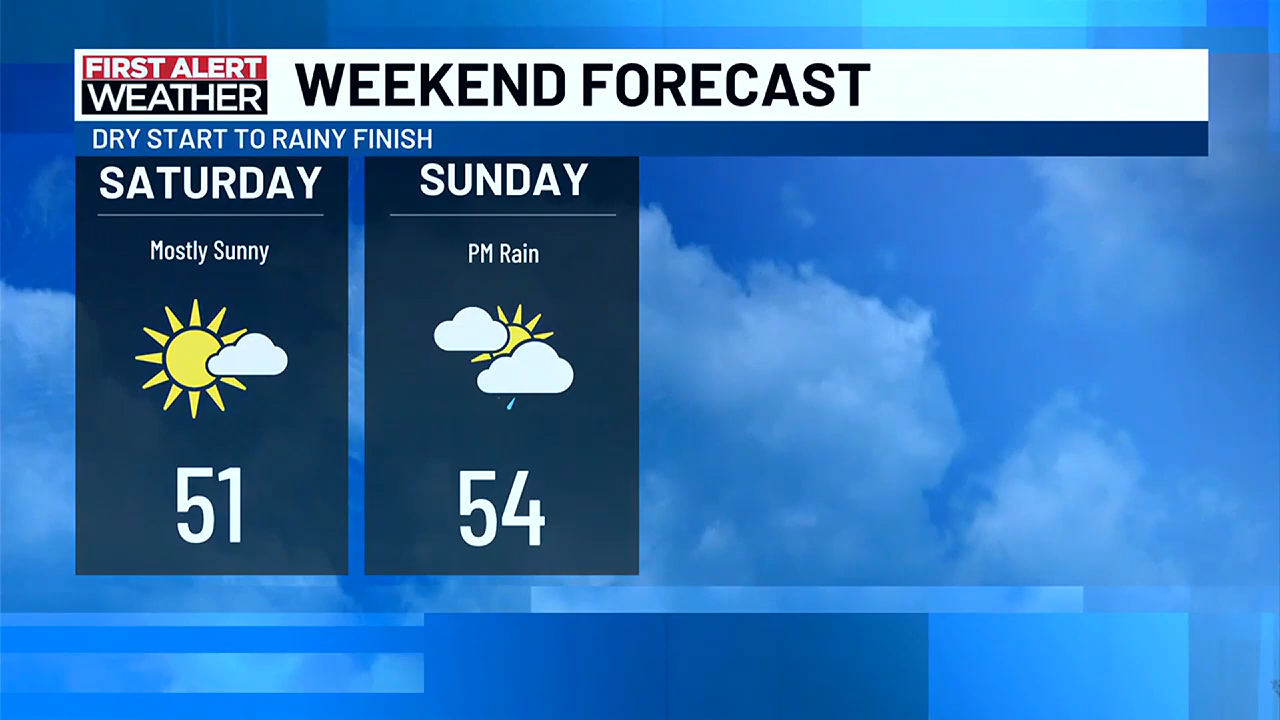 FIRST ALERT
WEATHER
WEEKEND FORECAST
DRY START TO RAINY FINISH
SATURDAY
Mostly Sunny
51
SUNDAY
PM Rain
54